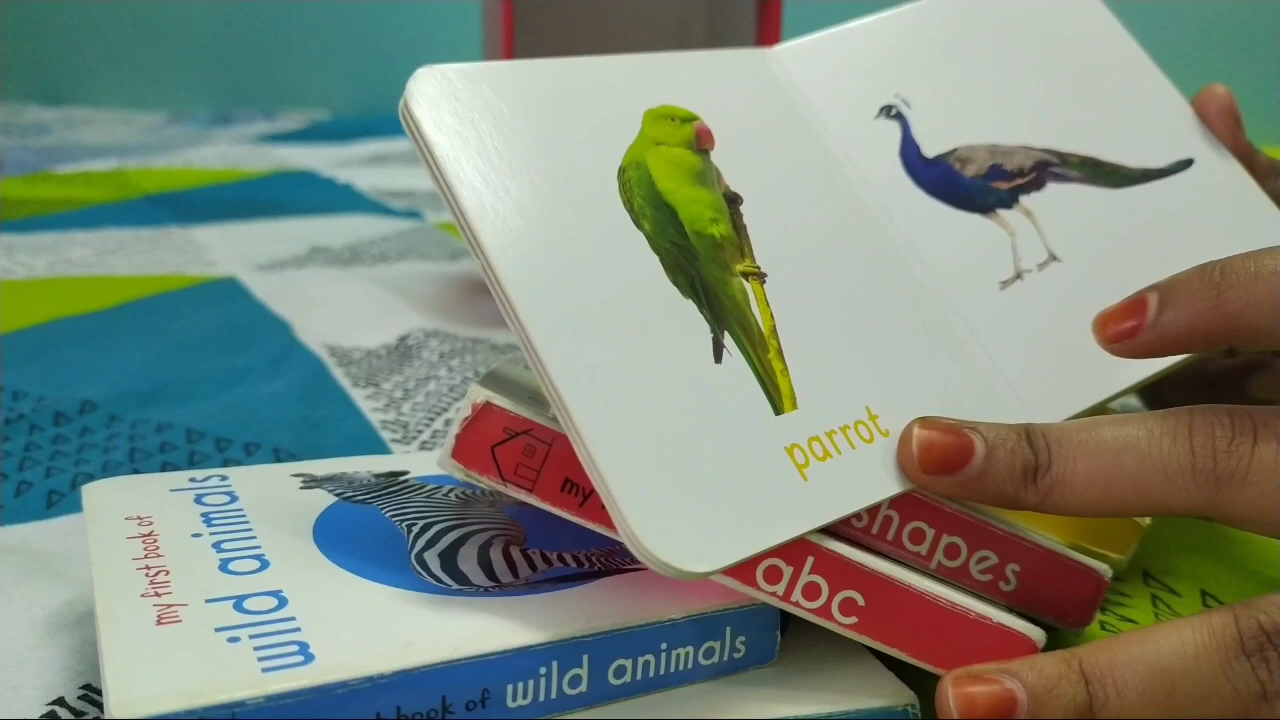 parrot
my first book of
wild animals
book of wild animals
my
shapes
abc